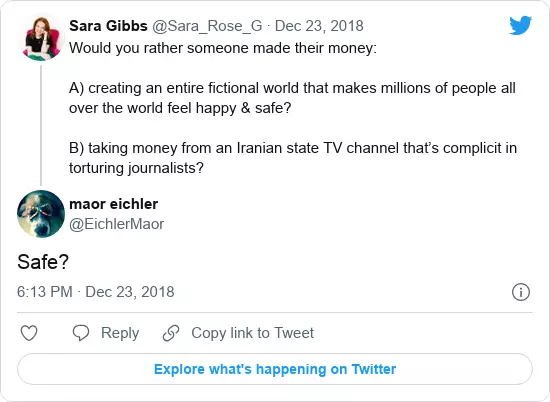 Sara Gibbs @Sara_Rose_G · Dec 23, 2018
Would you rather someone made their money:
A) creating an entire fictional world that makes millions of people all
over the world feel happy & safe?
B) taking money from an Iranian state TV channel that’s complicit in
torturing journalists?
maor eichler
@EichlerMaor
Safe?
6:13 PM · Dec 23, 2018
Reply
Copy link to Tweet
Explore what's happening on Twitter